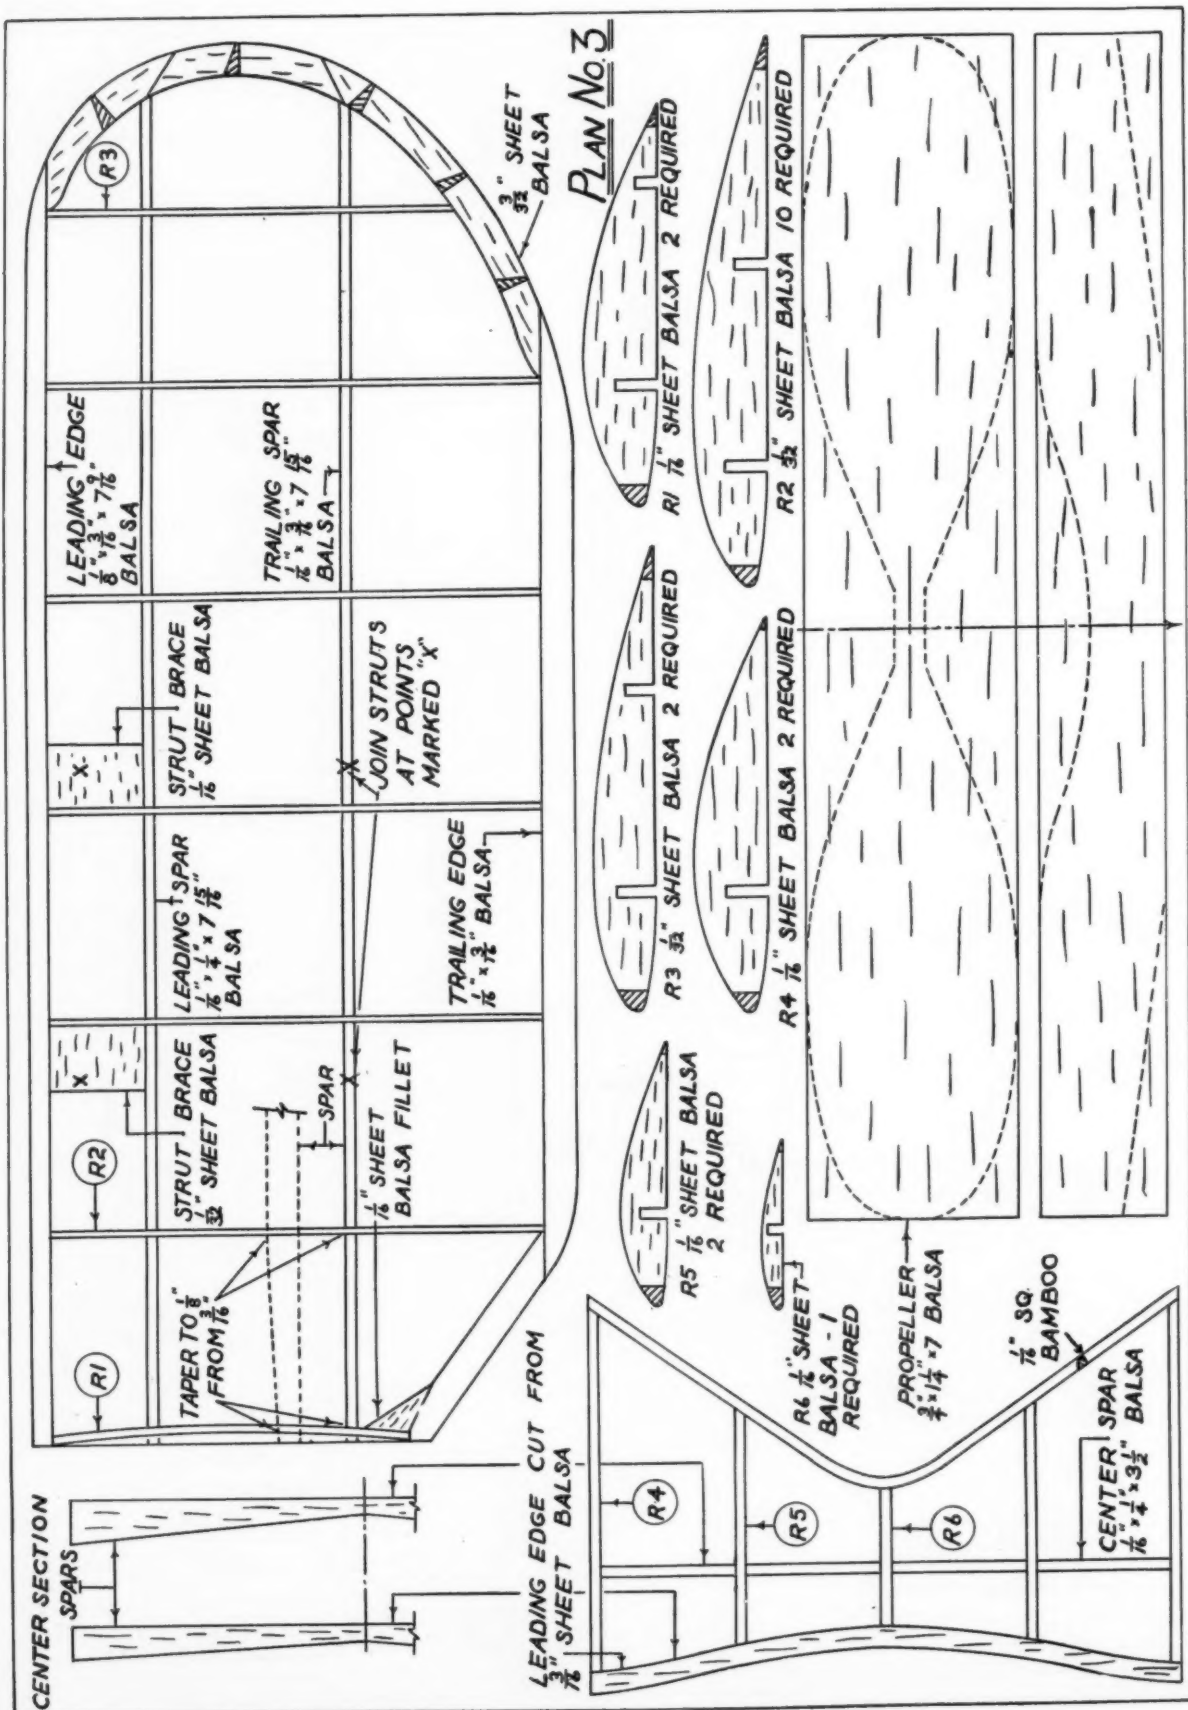 PLAN No.3
CENTER SECTION
SPARS
R1
R2
R3
TAPER TO 1/8"
FROM 3/16"
STRUT BRACE
1/32" SHEET BALSA
LEADING SPAR
1/16" x 1/4" x 7 15/16"
BALSA
STRUT BRACE
1/16" SHEET BALSA
LEADING EDGE
1/8" x 3/16" x 7 9/16"
BALSA
TRAILING SPAR
1/16" x 3/16" x 7 15/16"
BALSA
X
X
X
X
SPAR
1/16" SHEET
BALSA FILLET
JOIN STRUTS
AT POINTS
MARKED "X"
TRAILING EDGE
1/16" x 3/16" BALSA
3/32" SHEET
BALSA
LEADING EDGE CUT FROM
3/16" SHEET BALSA
R4
R5
R6
CENTER SPAR
1/16" x 1/4" x 3 1/2"
BALSA
1/16" SQ.
BAMBOO
R5 1/16" SHEET BALSA
2 REQUIRED
R6 1/16" SHEET
BALSA - 1
REQUIRED
R3 1/32" SHEET BALSA 2 REQUIRED
R1 1/16" SHEET BALSA 2 REQUIRED
R4 1/16" SHEET BALSA 2 REQUIRED
R2 1/32" SHEET BALSA 10 REQUIRED
PROPELLER
3/4" x 1 1/4" x 7 BALSA